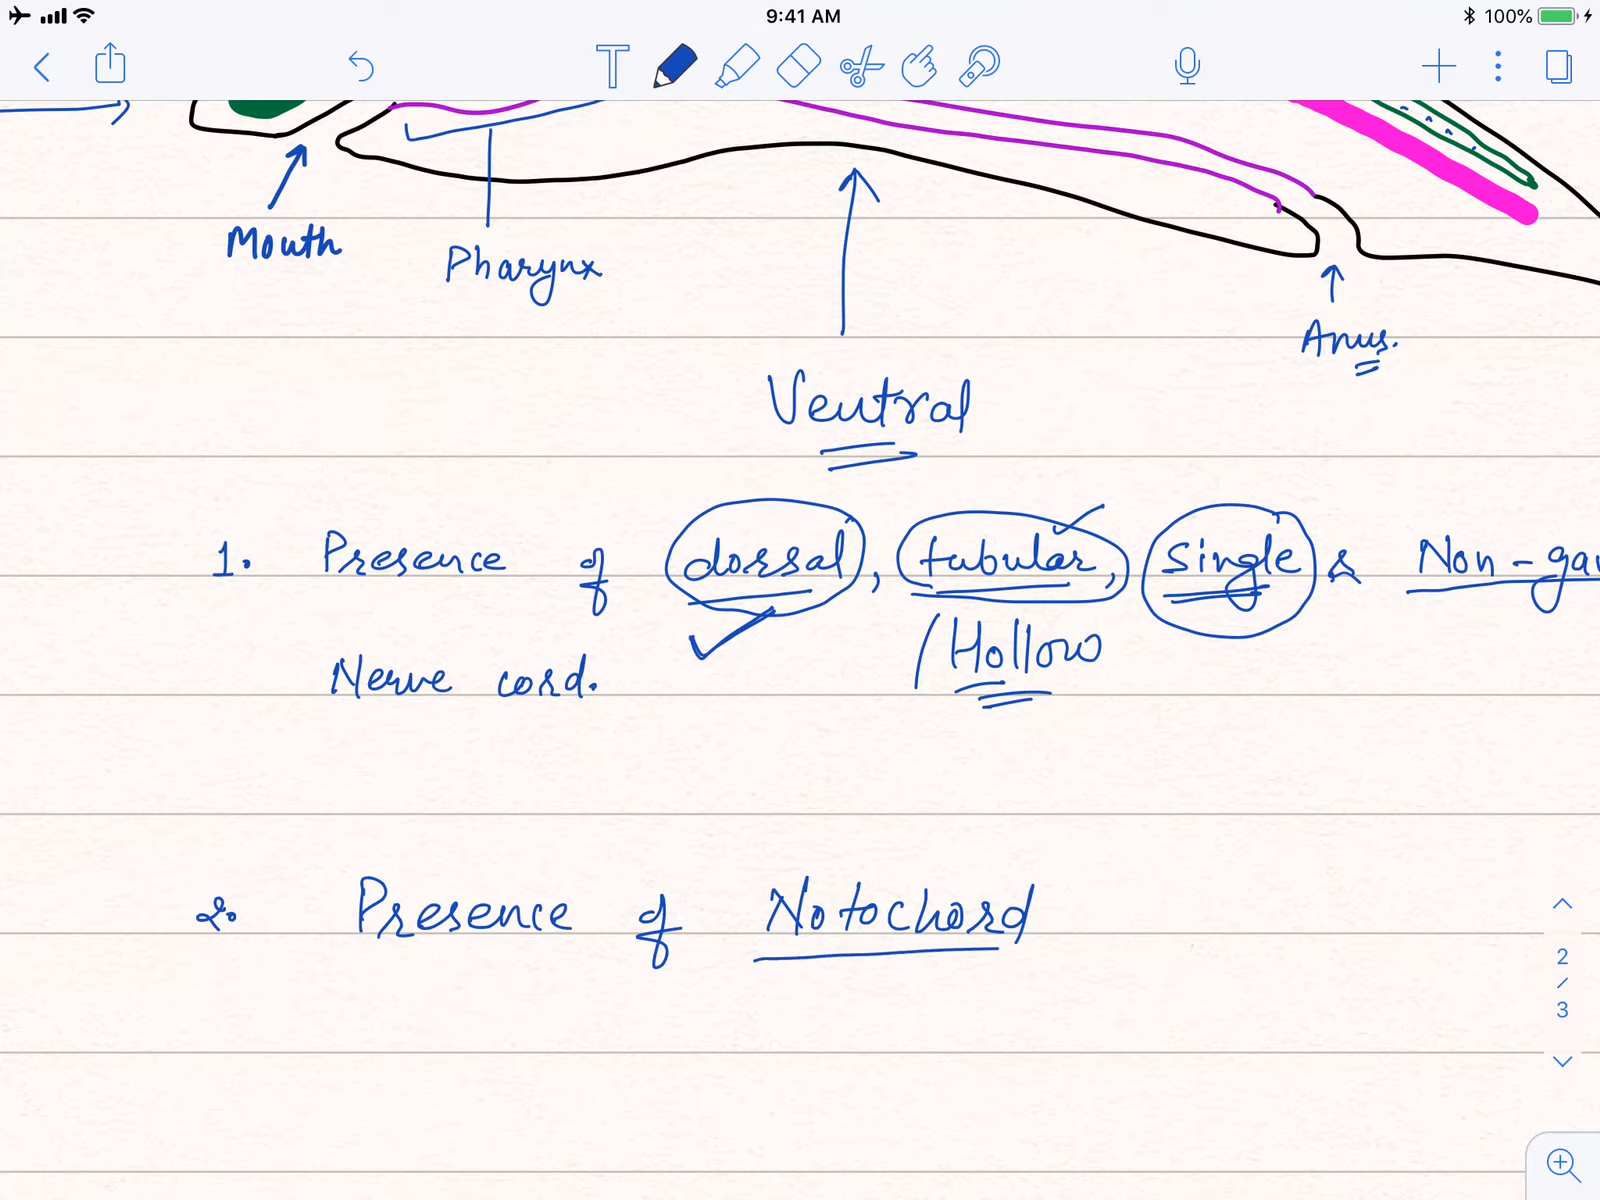 9:41 AM
100%
T
Mouth
Pharynx
Anus.
Ventral
1. Presence of dorsal, tubular, single & Non-gan
/Hollow
Nerve cord.
2. Presence of Notochord
2
/
3